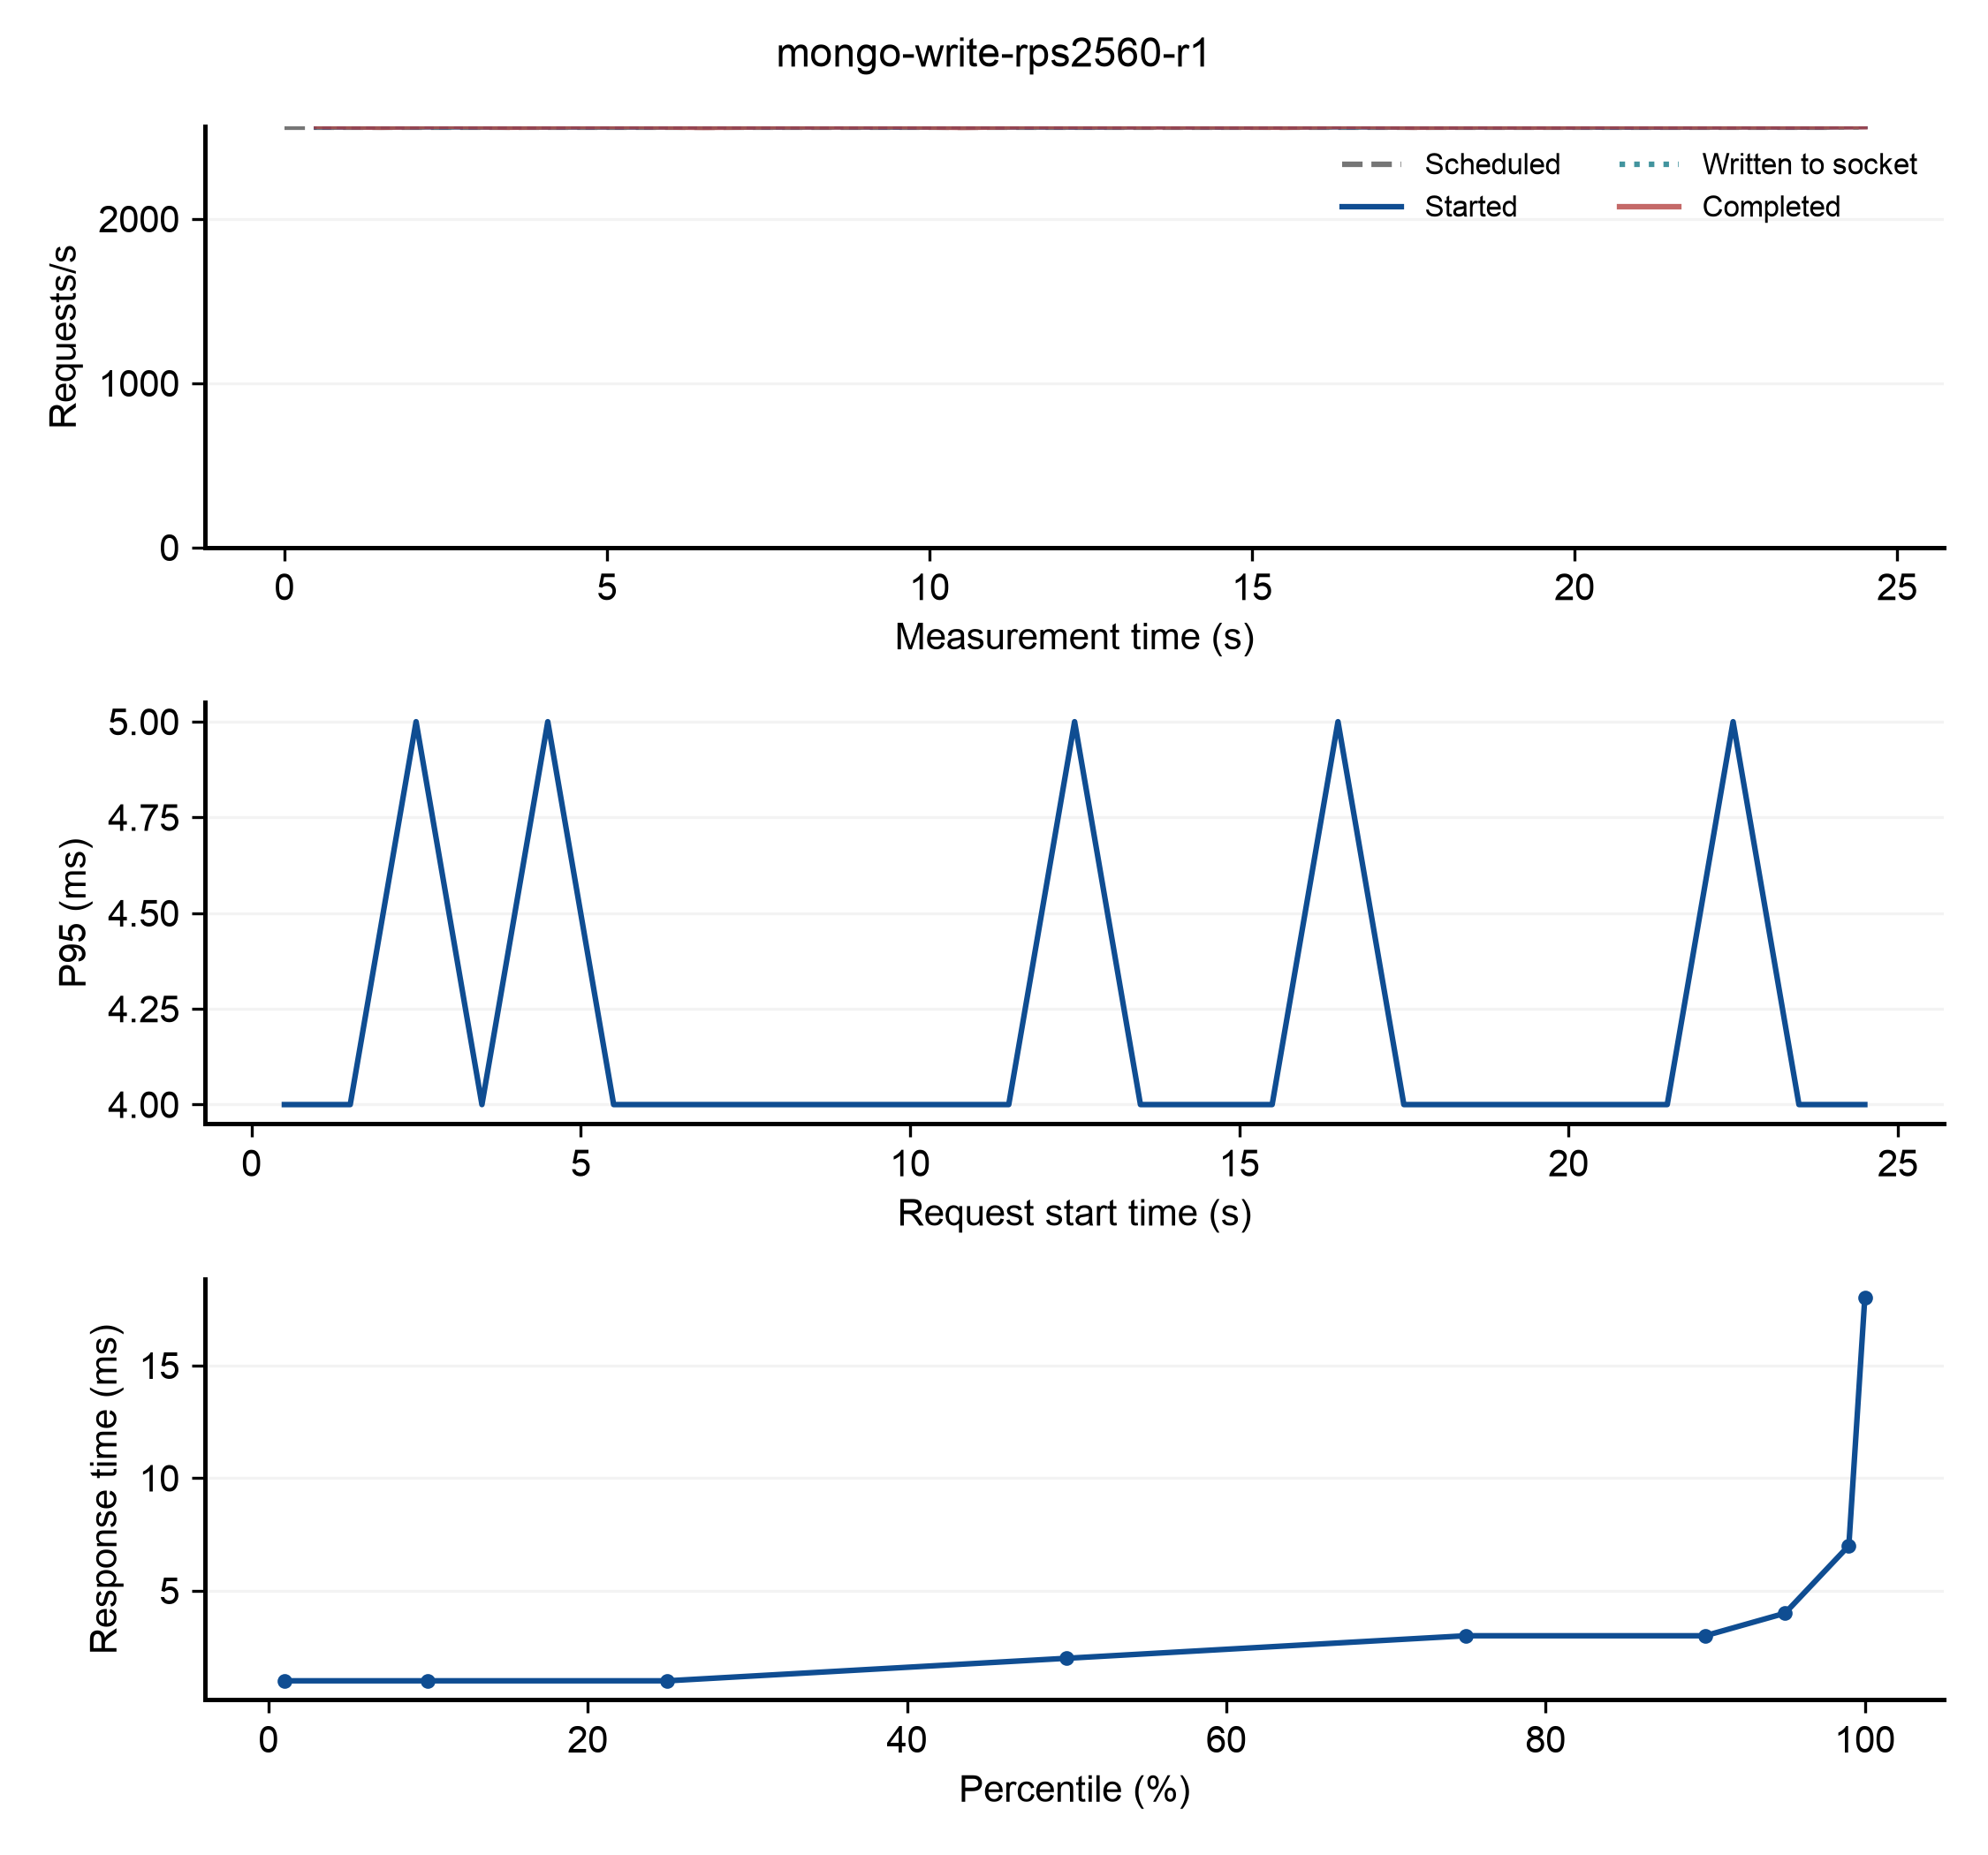 mongo-write-rps2560-r1
Scheduled
Started
Written to socket
Completed
Requests/s
2000
1000
0
0 5 10 15 20 25
Measurement time (s)
P95 (ms)
5.00
4.75
4.50
4.25
4.00
0 5 10 15 20 25
Request start time (s)
Response time (ms)
15
10
5
0 20 40 60 80 100
Percentile (%)